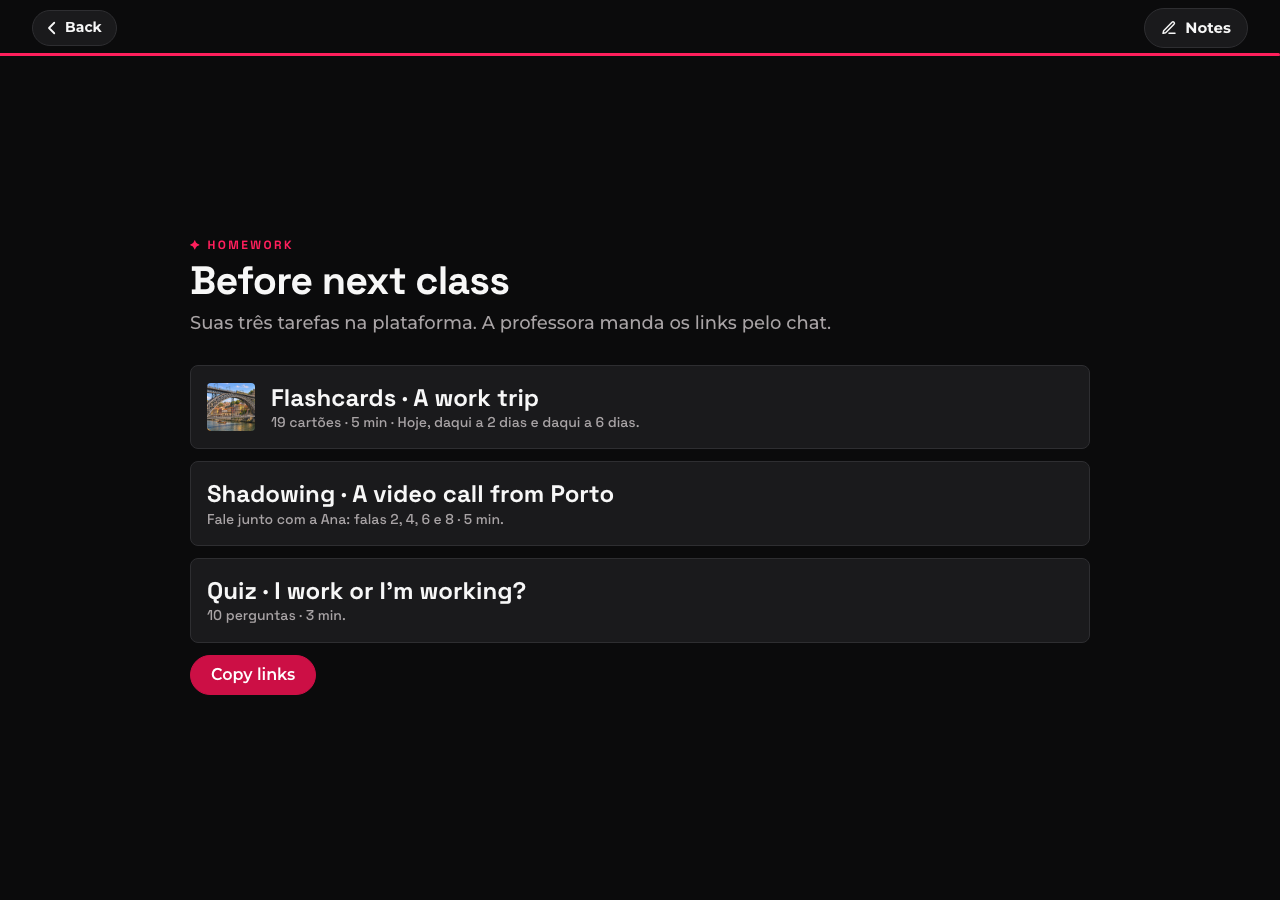 Back
Notes
HOMEWORK
Before next class
Suas três tarefas na plataforma. A professora manda os links pelo chat.
Flashcards · A work trip
19 cartões · 5 min · Hoje, daqui a 2 dias e daqui a 6 dias.
Shadowing · A video call from Porto
Fale junto com a Ana: falas 2, 4, 6 e 8 · 5 min.
Quiz · I work or I’m working?
10 perguntas · 3 min.
Copy links